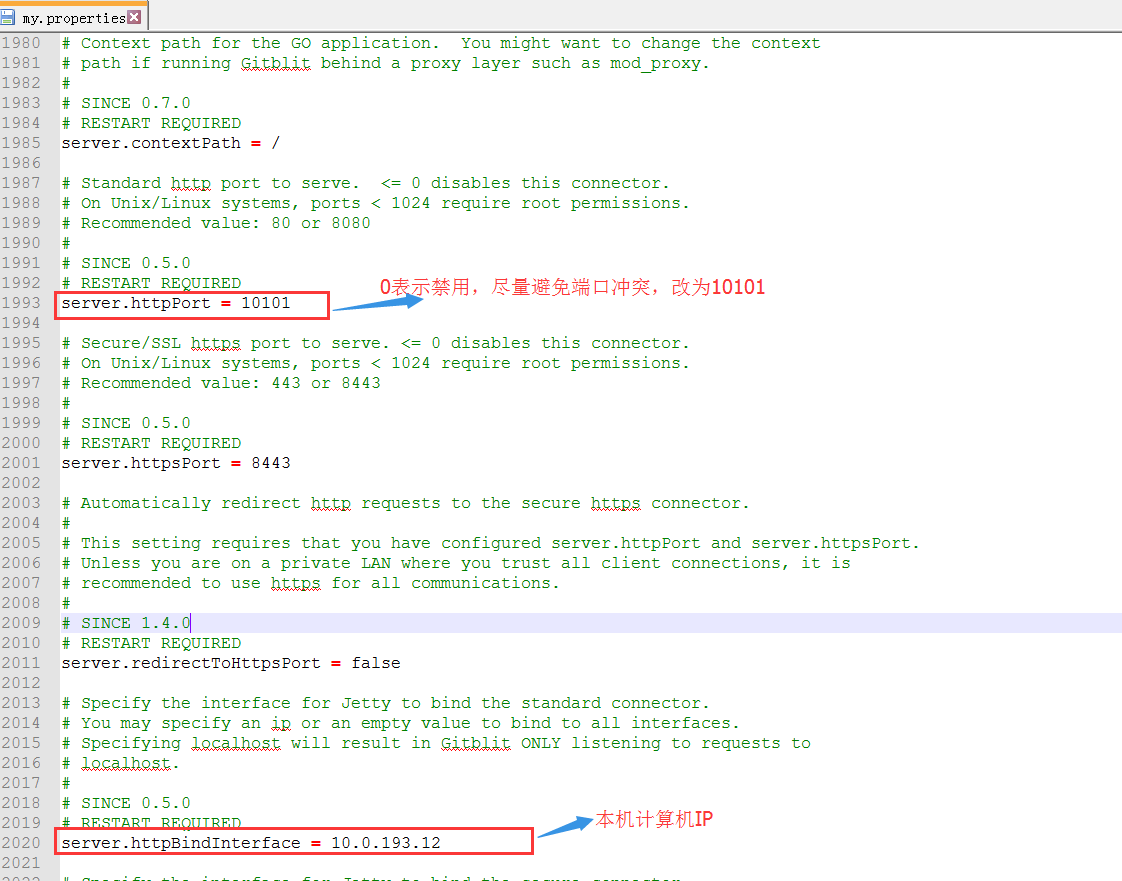 my.properties
1980 # Context path for the GO application.  You might want to change the context
1981 # path if running Gitblit behind a proxy layer such as mod_proxy.
1982 #
1983 # SINCE 0.7.0
1984 # RESTART REQUIRED
1985 server.contextPath = /
1986
1987 # Standard http port to serve.  <= 0 disables this connector.
1988 # On Unix/Linux systems, ports < 1024 require root permissions.
1989 # Recommended value: 80 or 8080
1990 #
1991 # SINCE 0.5.0
1992 # RESTART REQUIRED
0表示禁用，尽量避免端口冲突，改为10101
1993 server.httpPort = 10101
1994
1995 # Secure/SSL https port to serve. <= 0 disables this connector.
1996 # On Unix/Linux systems, ports < 1024 require root permissions.
1997 # Recommended value: 443 or 8443
1998 #
1999 # SINCE 0.5.0
2000 # RESTART REQUIRED
2001 server.httpsPort = 8443
2002
2003 # Automatically redirect http requests to the secure https connector.
2004 #
2005 # This setting requires that you have configured server.httpPort and server.httpsPort.
2006 # Unless you are on a private LAN where you trust all client connections, it is
2007 # recommended to use https for all communications.
2008 #
2009 # SINCE 1.4.0
2010 # RESTART REQUIRED
2011 server.redirectToHttpsPort = false
2012
2013 # Specify the interface for Jetty to bind the standard connector.
2014 # You may specify an ip or an empty value to bind to all interfaces.
2015 # Specifying localhost will result in Gitblit ONLY listening to requests to
2016 # localhost.
2017 #
2018 # SINCE 0.5.0
2019 # RESTART REQUIRED
本机计算机IP
2020 server.httpBindInterface = 10.0.193.12
2021